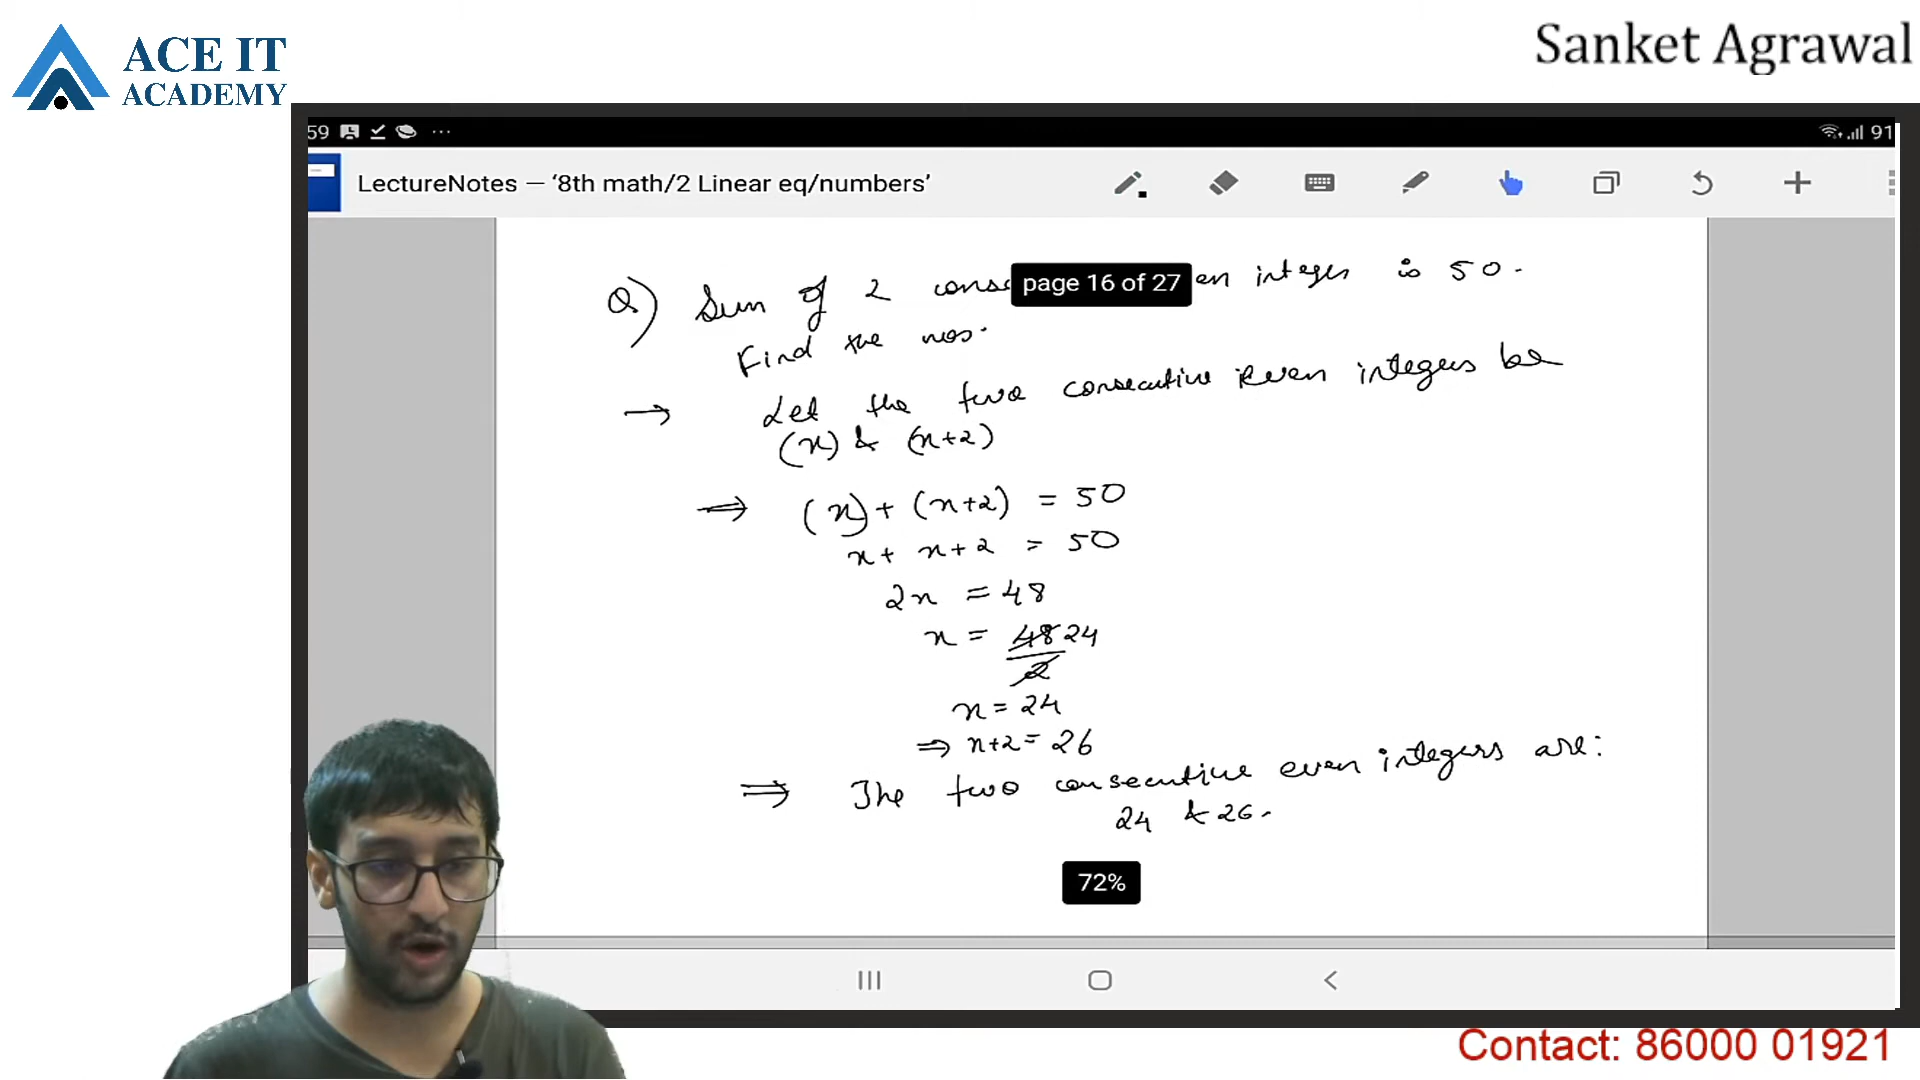 ACE IT
ACADEMY
Sanket Agrawal
59 ...
91
LectureNotes — ‘8th math/2 Linear eq/numbers’
page 16 of 27
Q) Sum of 2 conse en integer is 50.
Find the nos.
→ Let the two consecutive even integers be
(x) & (x+2)
⇒ (x) + (x+2) = 50
x + x + 2 = 50
2x = 48
x = 48 24
2
x = 24
⇒ x+2 = 26
⇒ The two consecutive even integers are:
24 & 26.
72%
Contact: 86000 01921